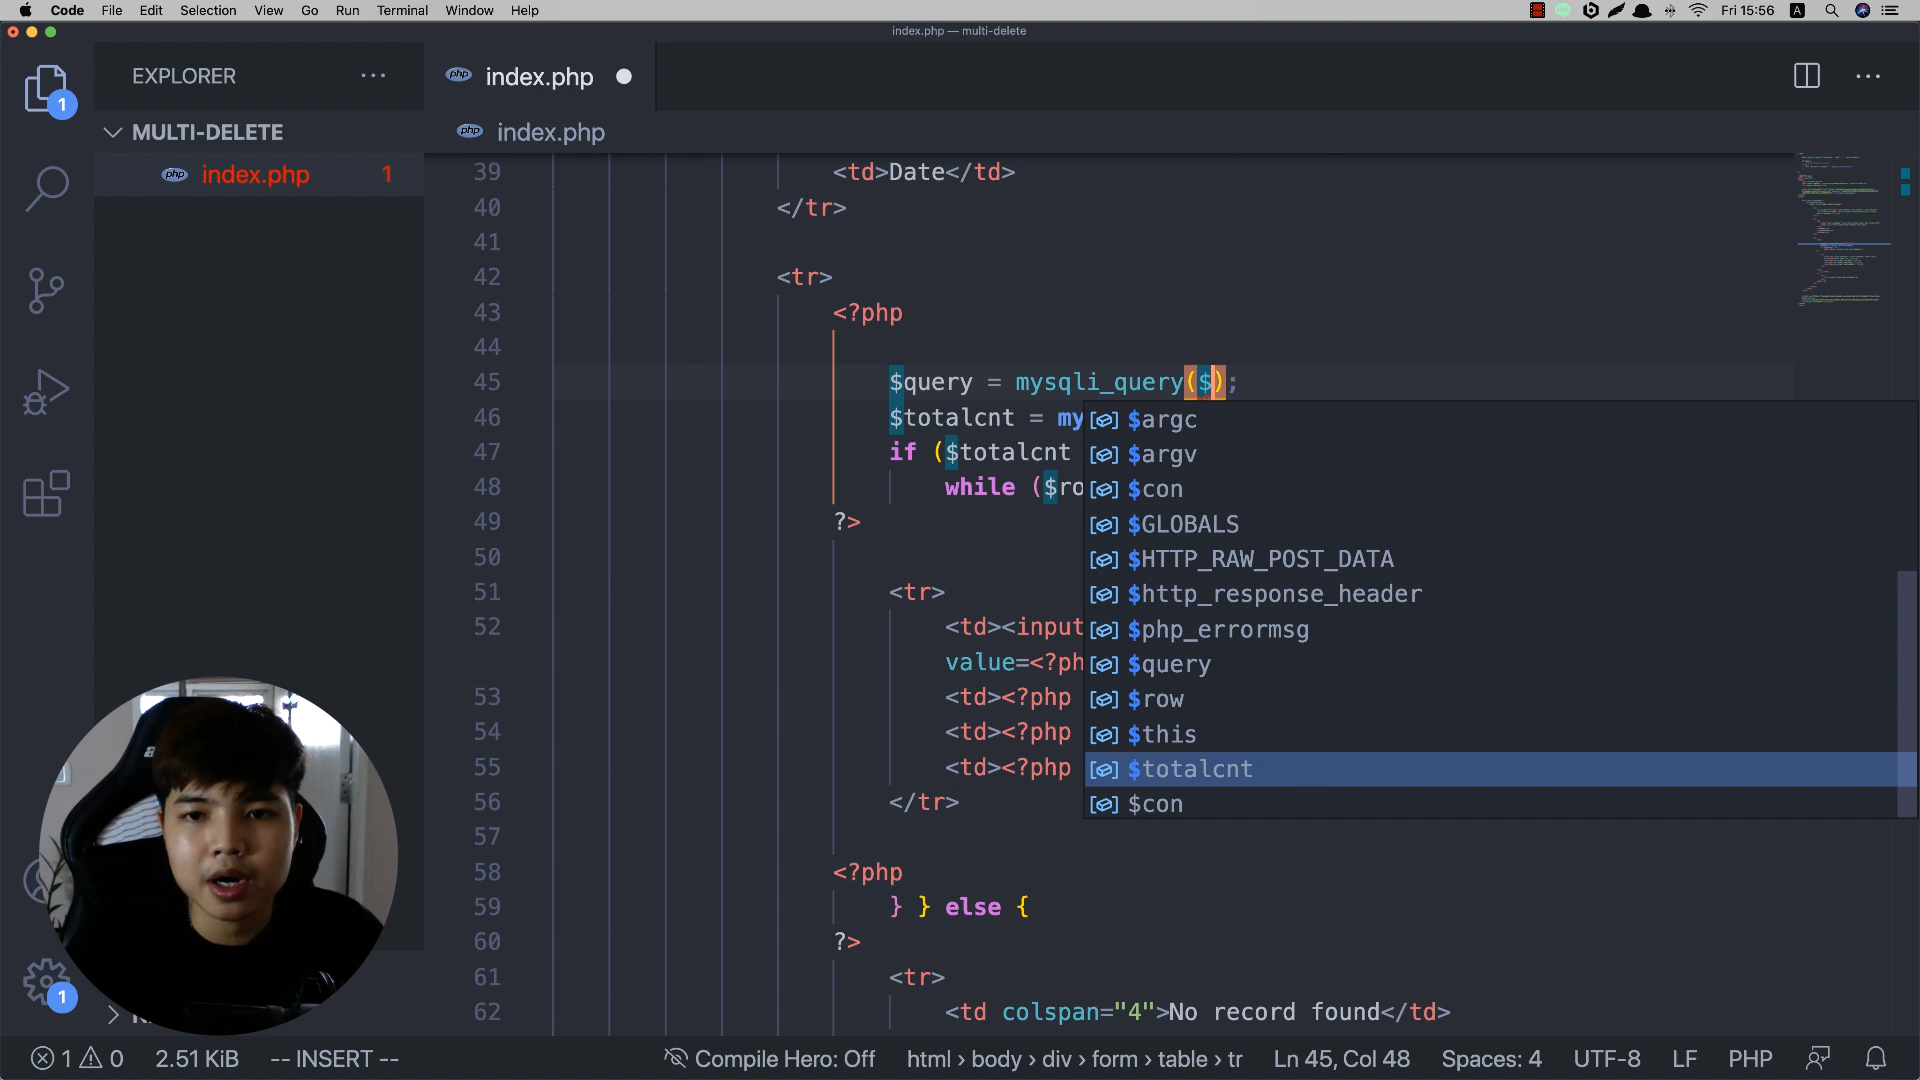 Code File Edit Selection View Go Run Terminal Window Help
Fri 15:56 A
index.php — multi-delete
EXPLORER
php index.php
1
MULTI-DELETE
php index.php
php index.php 1
39 <td>Date</td>
40 </tr>
41
42 <tr>
43 <?php
44
45 $query = mysqli_query($);
46 $totalcnt = my
47 if ($totalcnt
48 while ($ro
49 ?>
50
51 <tr>
52 <td><input
value=<?ph
53 <td><?php
54 <td><?php
55 <td><?php
56 </tr>
57
58 <?php
59 } } else {
60 ?>
61 <tr>
62 <td colspan="4">No record found</td>
$argc
$argv
$con
$GLOBALS
$HTTP_RAW_POST_DATA
$http_response_header
$php_errormsg
$query
$row
$this
$totalcnt
$con
1
1 0 2.51 KiB -- INSERT -- Compile Hero: Off html › body › div › form › table › tr Ln 45, Col 48 Spaces: 4 UTF-8 LF PHP